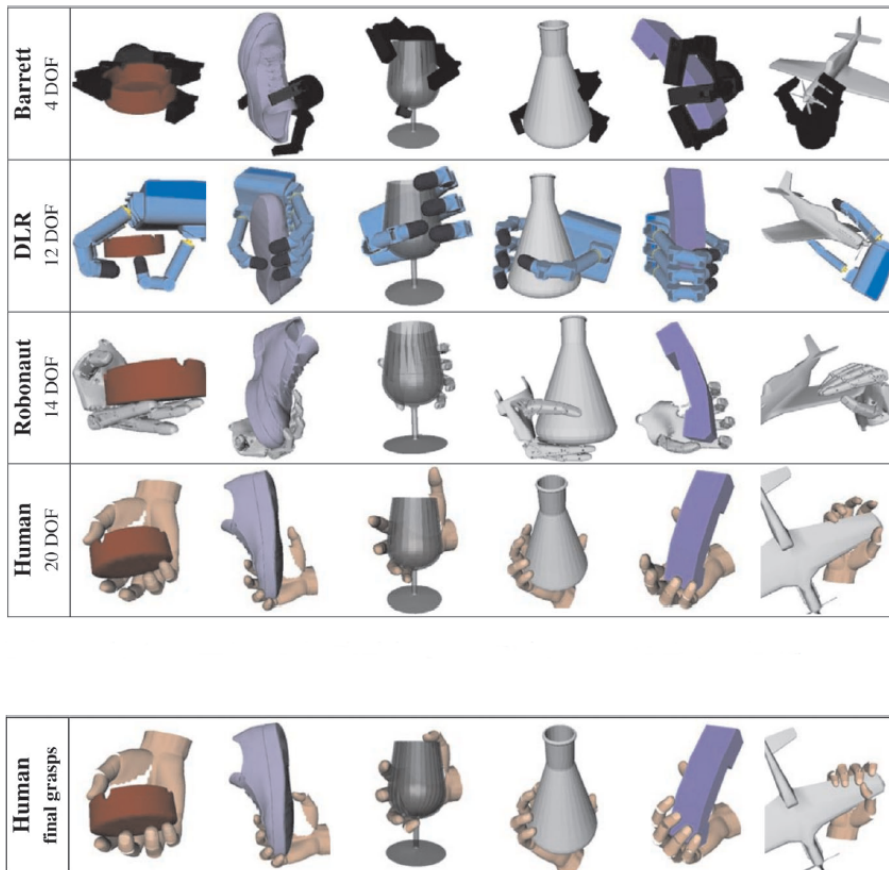 Barrett
4 DOF
DLR
12 DOF
Robonaut
14 DOF
Human
20 DOF
Human
final grasps